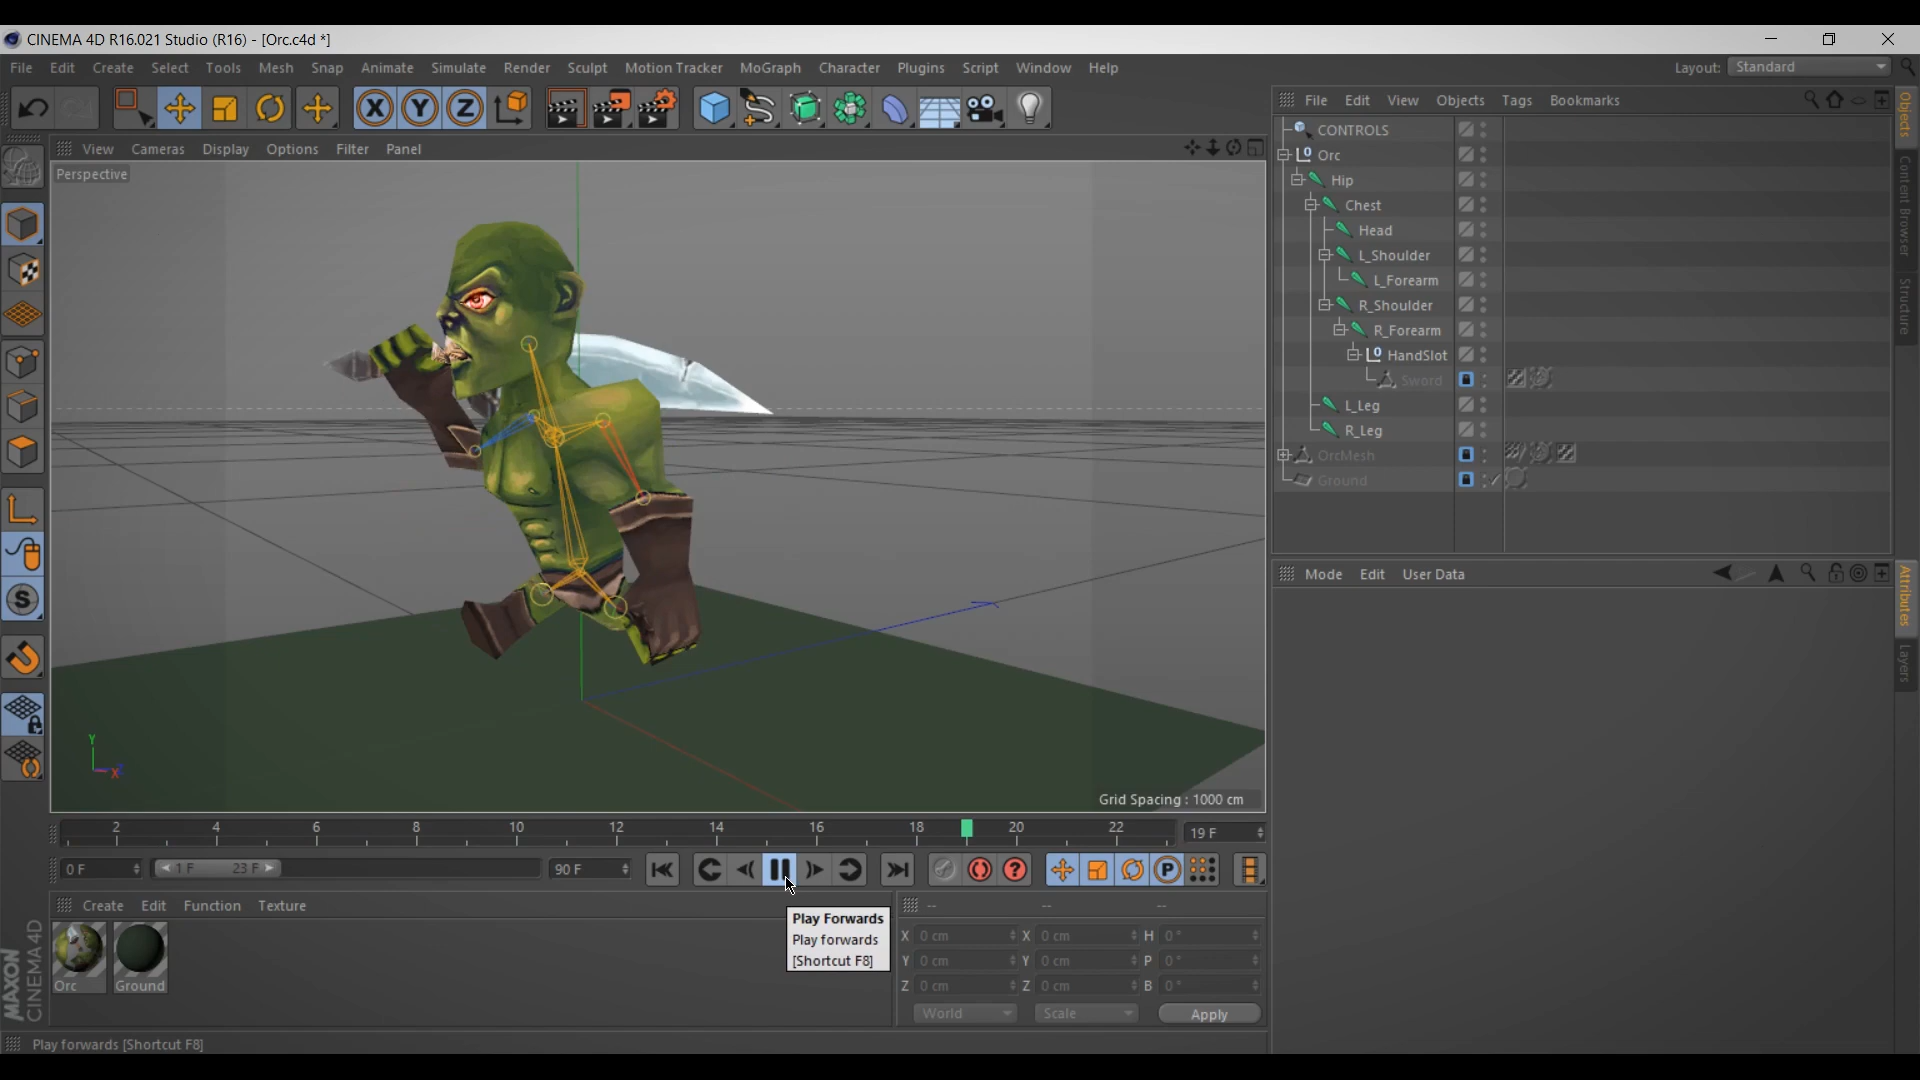 CINEMA 4D R16.021 Studio (R16) - [Orc.c4d *]
File Edit Create Select Tools Mesh Snap Animate Simulate Render Sculpt Motion Tracker MoGraph Character Plugins Script Window Help
Layout: Standard
X Y Z
File Edit View Objects Tags Bookmarks
View Cameras Display Options Filter Panel
Perspective
CONTROLS
Orc
Hip
Chest
Head
L_Shoulder
L_Forearm
R_Shoulder
R_Forearm
HandSlot
Sword
L_Leg
R_Leg
OrcMesh
Ground
Objects
Content Browser
Structure
Mode Edit User Data
Attributes
Layers
S
Y
X
Grid Spacing : 1000 cm
2 4 6 8 10 12 14 16 18 20 22
19 F
0 F 1 F 23 F 90 F
P
Create Edit Function Texture
-- -- --
Orc
Ground
Play Forwards
Play forwards
[Shortcut F8]
X 0 cm X 0 cm H 0 °
Y 0 cm Y 0 cm P 0 °
Z 0 cm Z 0 cm B 0 °
World Scale Apply
MAXON
CINEMA 4D
Play forwards [Shortcut F8]